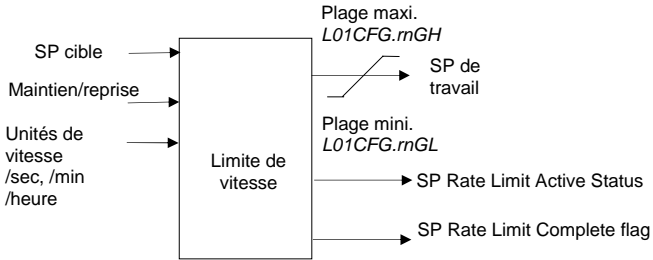 Plage maxi.
L01CFG.rnGH
SP cible
SP de
travail
Maintien/reprise
Plage mini.
L01CFG.rnGL
Unités de
vitesse
/sec, /min
/heure
Limite de
vitesse
SP Rate Limit Active Status
SP Rate Limit Complete flag